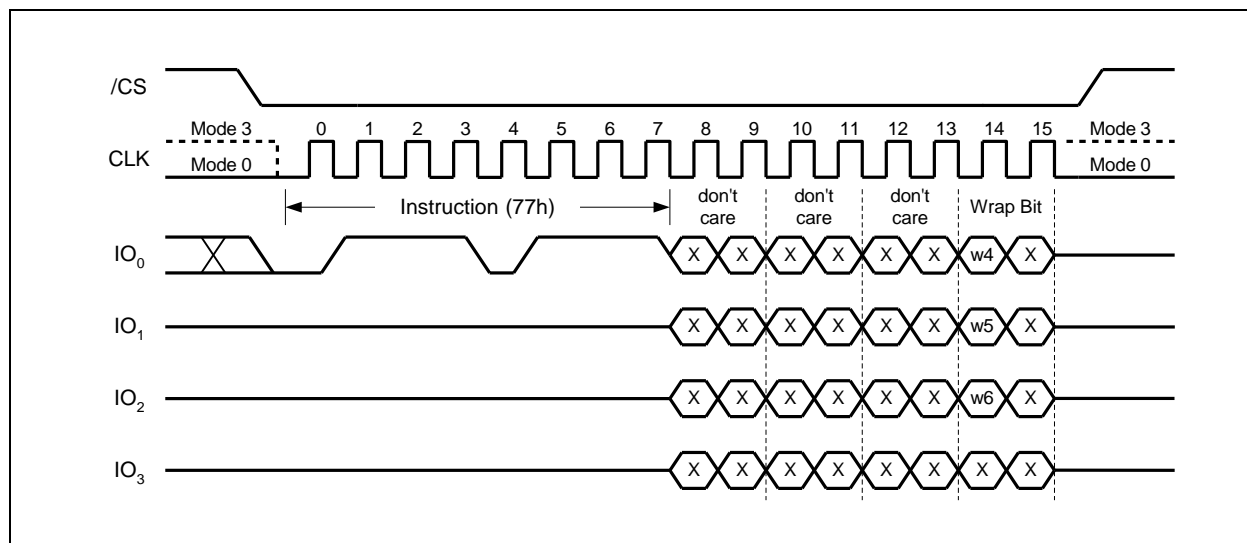 /CS
Mode 3 0 1 2 3 4 5 6 7 8 9 10 11 12 13 14 15 Mode 3
CLK Mode 0 Mode 0
Instruction (77h) don't care don't care don't care Wrap Bit
IO0 X X X X X X w4 X
IO1 X X X X X X w5 X
IO2 X X X X X X w6 X
IO3 X X X X X X X X